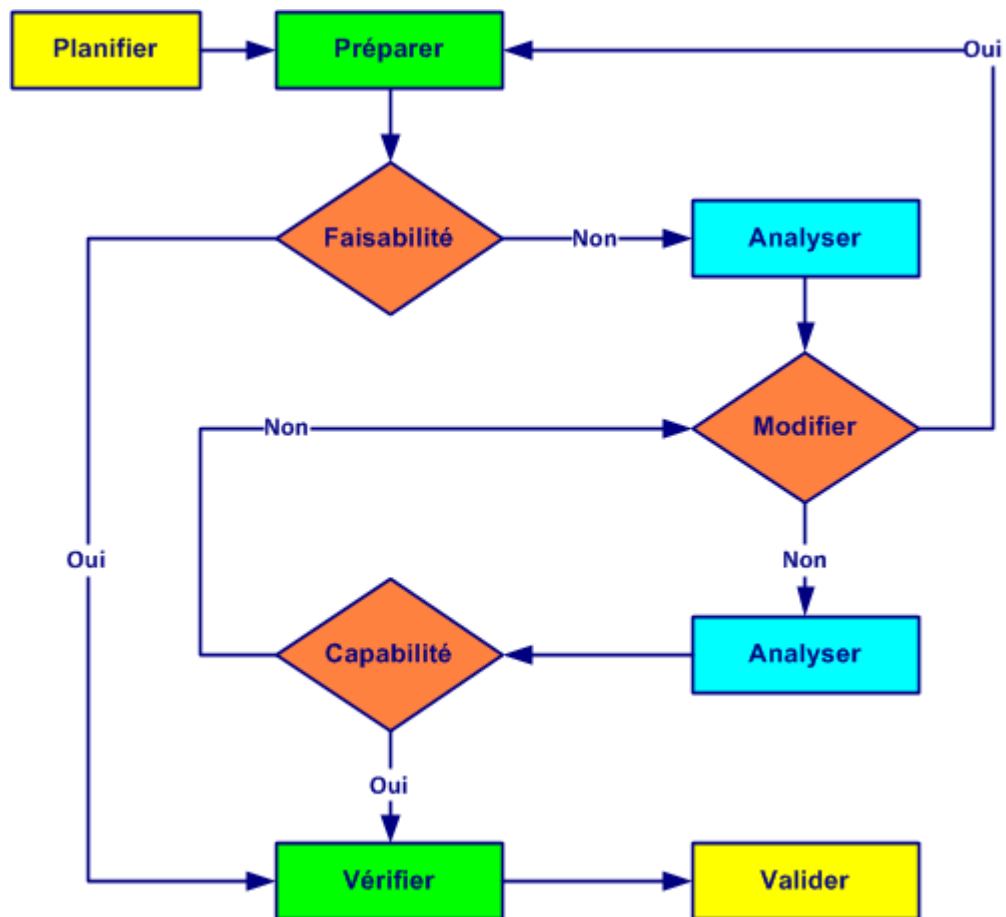 Planifier
Préparer
Oui
Faisabilité
Non
Analyser
Non
Modifier
Oui
Non
Capabilité
Analyser
Oui
Vérifier
Valider